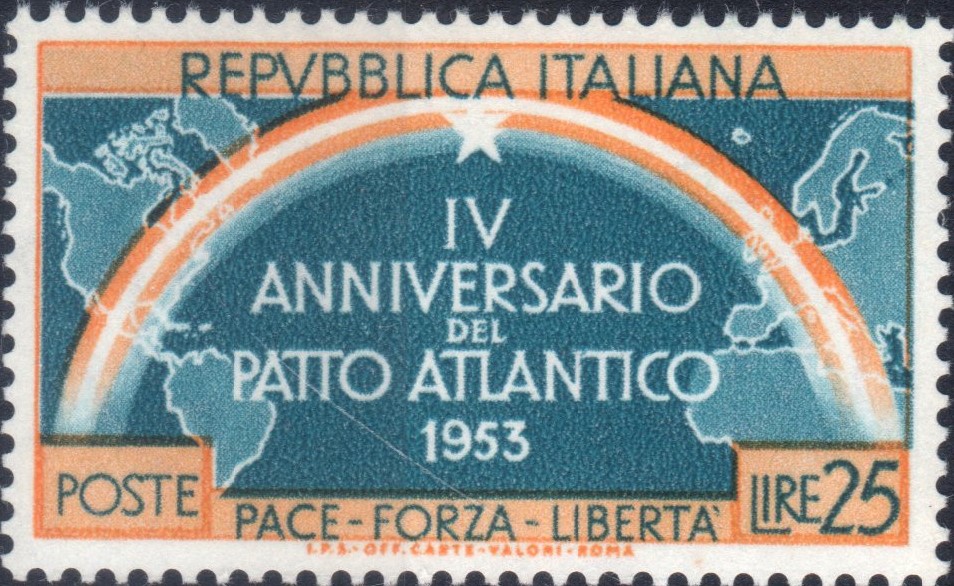 REPVBBLICA ITALIANA
IV
ANNIVERSARIO
DEL
PATTO ATLANTICO
1953
POSTE
LIRE 25
PACE-FORZA-LIBERTA'
I.P.S.-OFF.CARTE-VALORI-ROMA